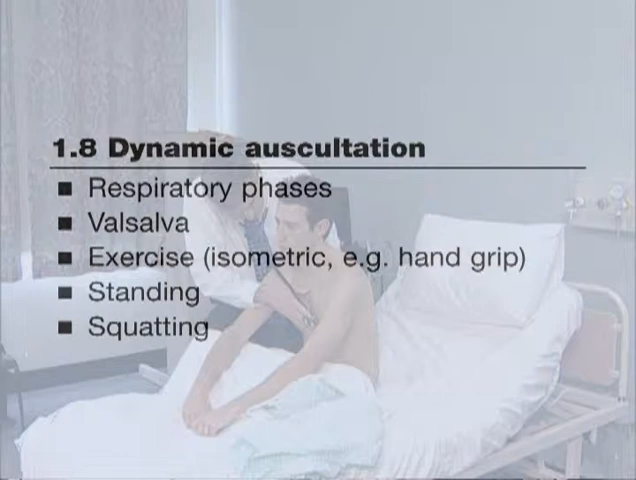 1.8 Dynamic auscultation
■ Respiratory phases
■ Valsalva
■ Exercise (isometric, e.g. hand grip)
■ Standing
■ Squatting